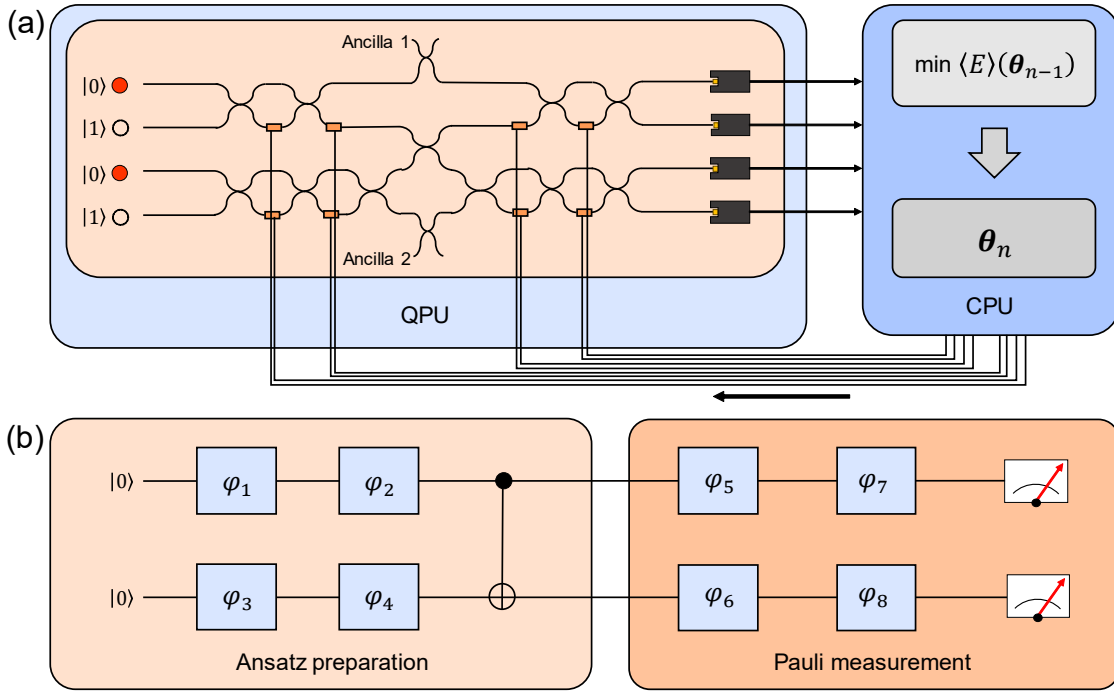 (a)
Ancilla 1
|0⟩
|1⟩
|0⟩
|1⟩
Ancilla 2
QPU
min ⟨E⟩(θₙ₋₁)
θₙ
CPU
(b)
|0⟩ φ₁ φ₂ φ₅ φ₇
|0⟩ φ₃ φ₄ φ₆ φ₈
Ansatz preparation
Pauli measurement